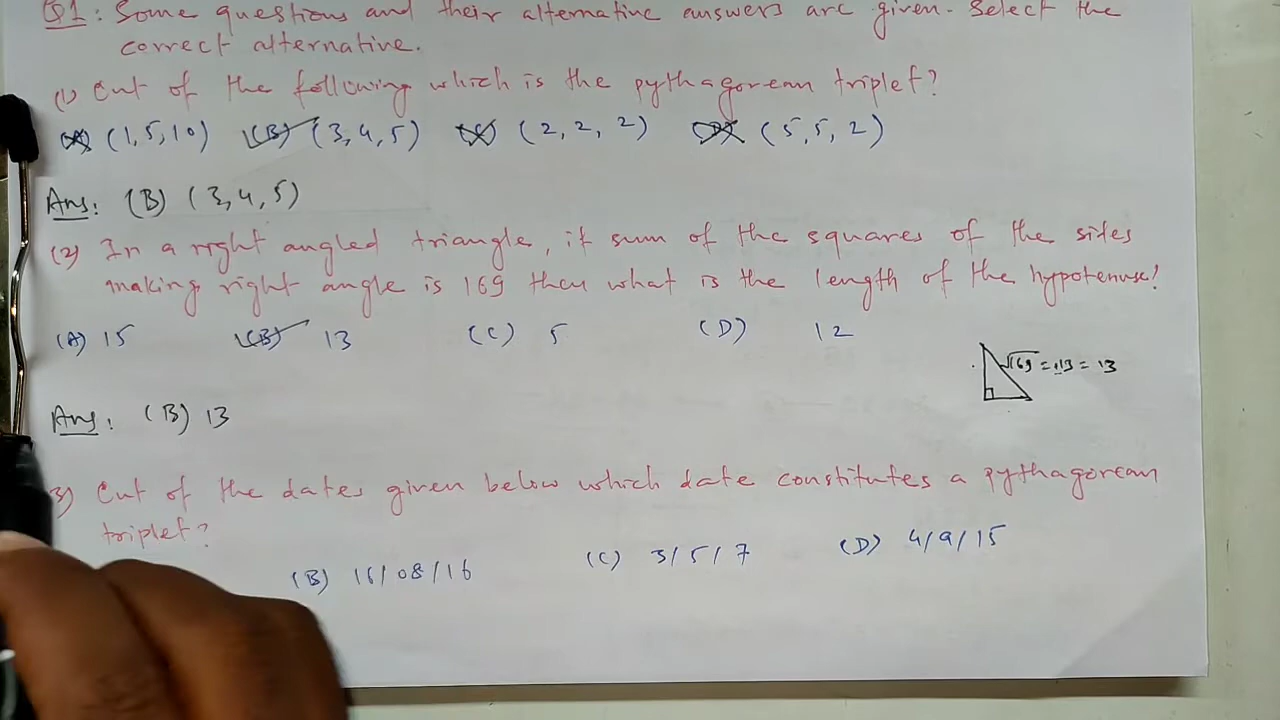 Q1: Some questions and their alternative answers are given. Select the
correct alternative.
(1) Out of the following which is the pythagorean triplet?
(A) (1,5,10) (B) (3,4,5) (C) (2, 2, 2) (D) (5,5,2)
Ans: (B) (3,4,5)
(2) In a right angled triangle, if sum of the squares of the sides
making right angle is 169 then what is the length of the hypotenuse?
(A) 15 (B) 13 (C) 5 (D) 12
√169 = 13 = 13
Ans: (B) 13
3) Out of the dates given below which date constitutes a pythagorean
triplet?
(B) 16/08/16 (C) 3/5/7 (D) 4/9/15